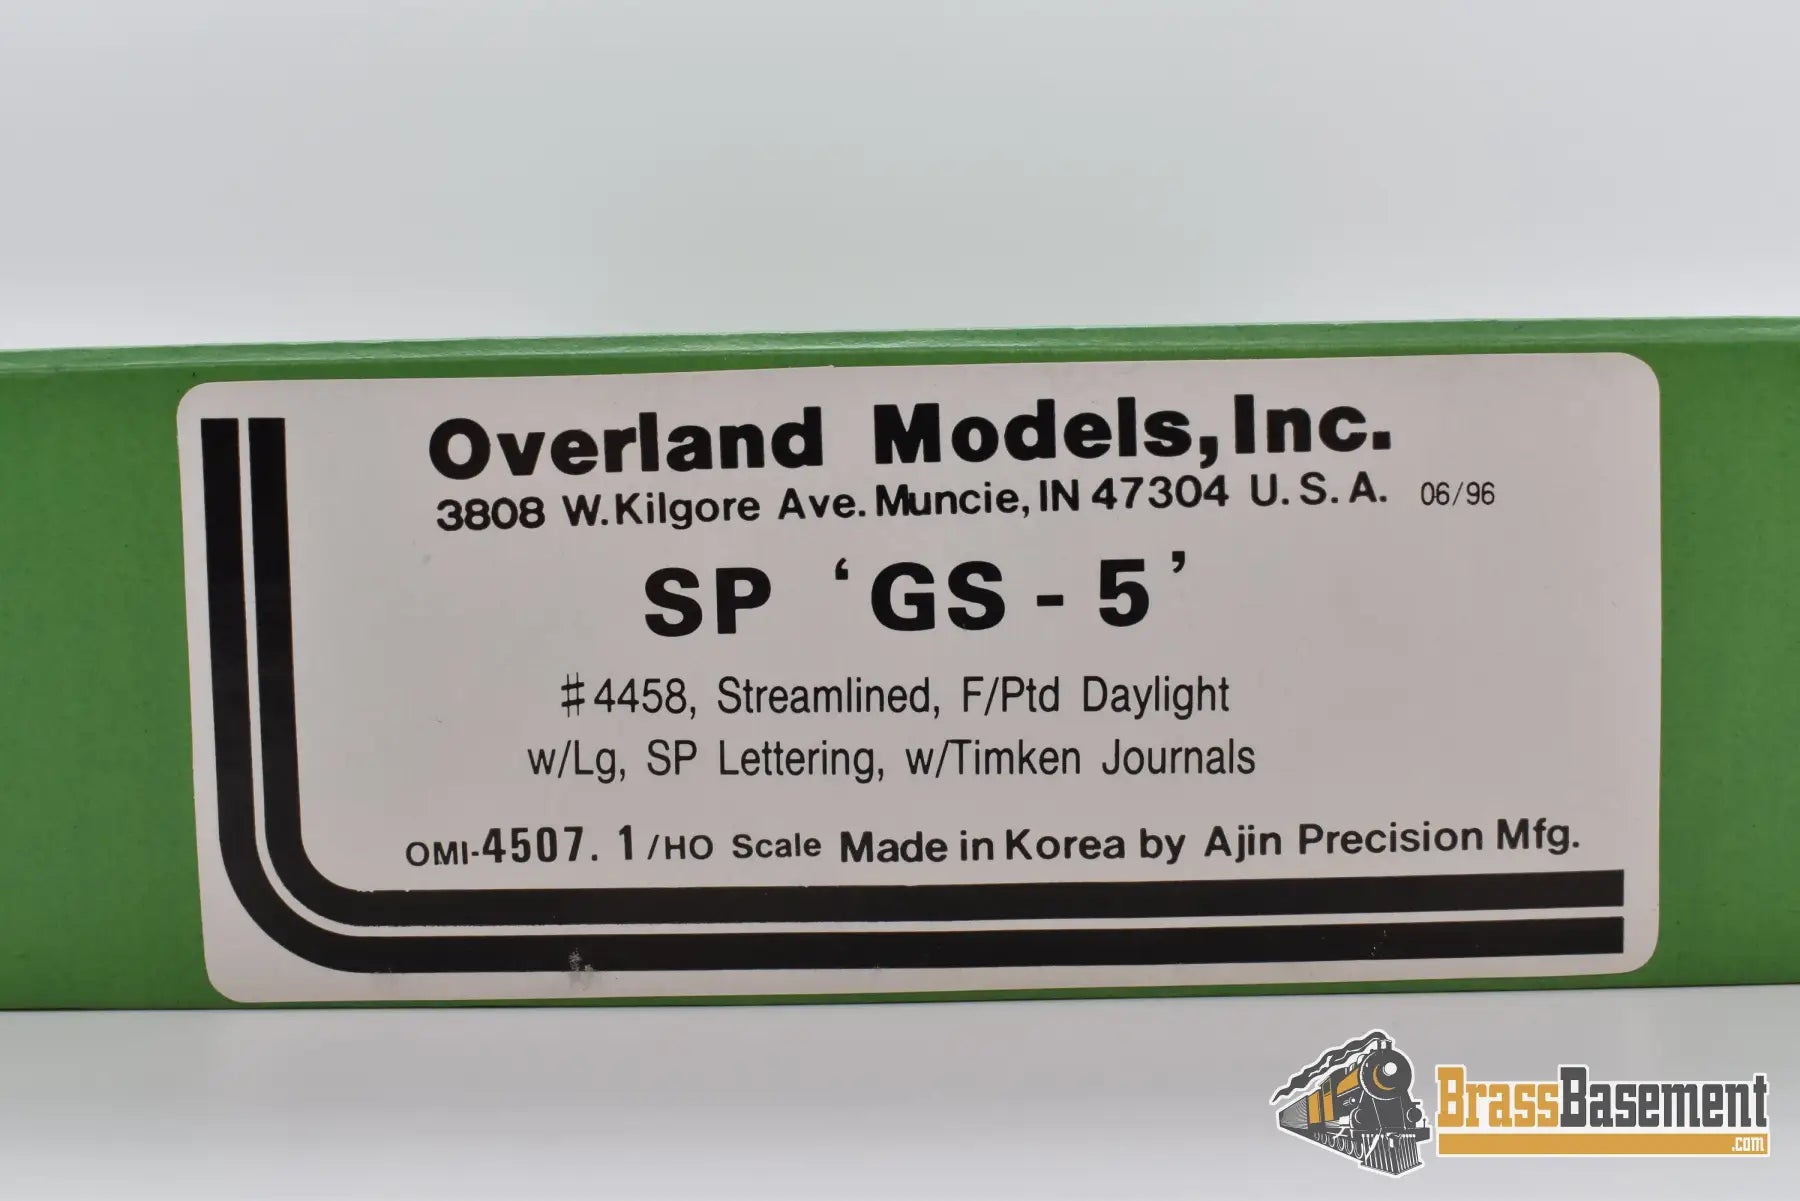 Overland Models, Inc.
3808 W. Kilgore Ave. Muncie, IN 47304 U.S.A. 06/96
SP 'GS-5'
#4458, Streamlined, F/Ptd Daylight
w/Lg, SP Lettering, w/Timken Journals
OMI-4507.1/HO Scale Made in Korea by Ajin Precision Mfg.
BrassBasement
.com